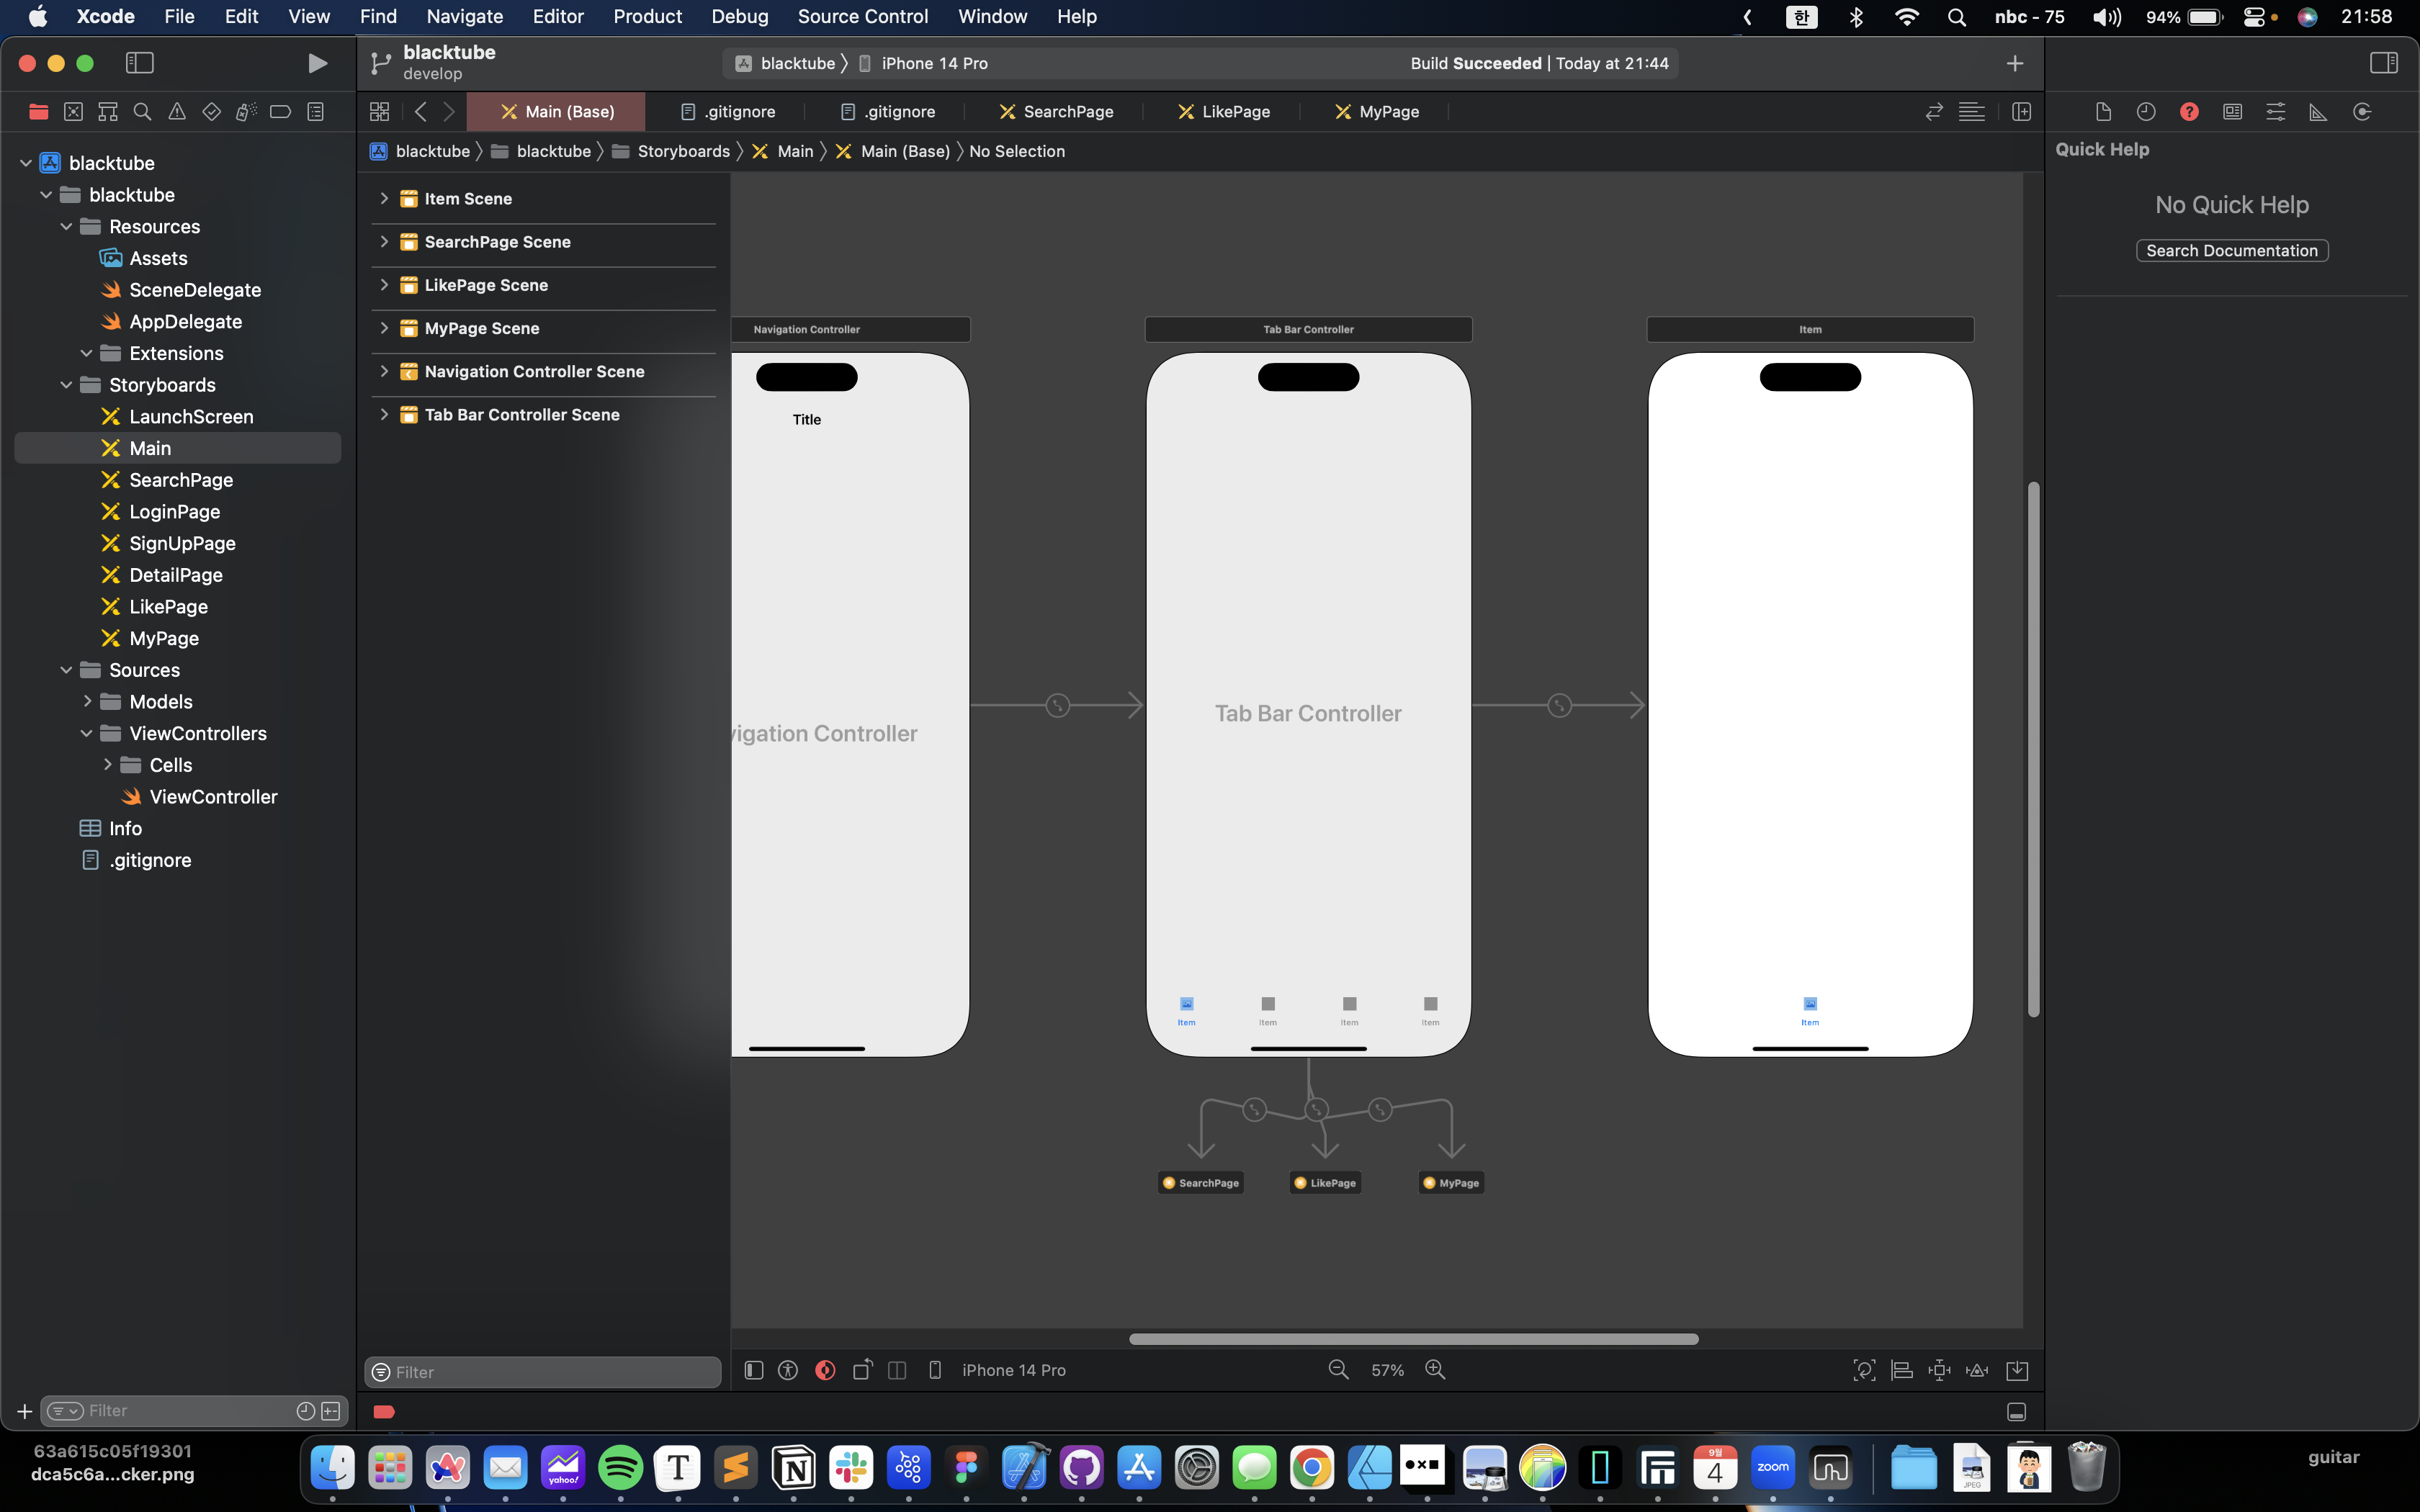 Xcode File Edit View Find Navigate Editor Product Debug Source Control Window Help 한 nbc - 75 94% 21:58
blacktube
develop
blacktube iPhone 14 Pro Build Succeeded | Today at 21:44
Main (Base) .gitignore .gitignore SearchPage LikePage MyPage
blacktube blacktube Storyboards Main Main (Base) No Selection
blacktube
blacktube
Resources
Assets
SceneDelegate
AppDelegate
Extensions
Storyboards
LaunchScreen
Main
SearchPage
LoginPage
SignUpPage
DetailPage
LikePage
MyPage
Sources
Models
ViewControllers
Cells
ViewController
Info
.gitignore
Filter
Item Scene
SearchPage Scene
LikePage Scene
MyPage Scene
Navigation Controller Scene
Tab Bar Controller Scene
Filter
Navigation Controller
Title
vigation Controller
Tab Bar Controller
Tab Bar Controller
Item Item Item Item
Item
Item
SearchPage LikePage MyPage
iPhone 14 Pro 57%
Quick Help
No Quick Help
Search Documentation
63a615c05f19301
dca5c6a...cker.png
yahoo!
T
N
9월
4
zoom
JPEG
guitar